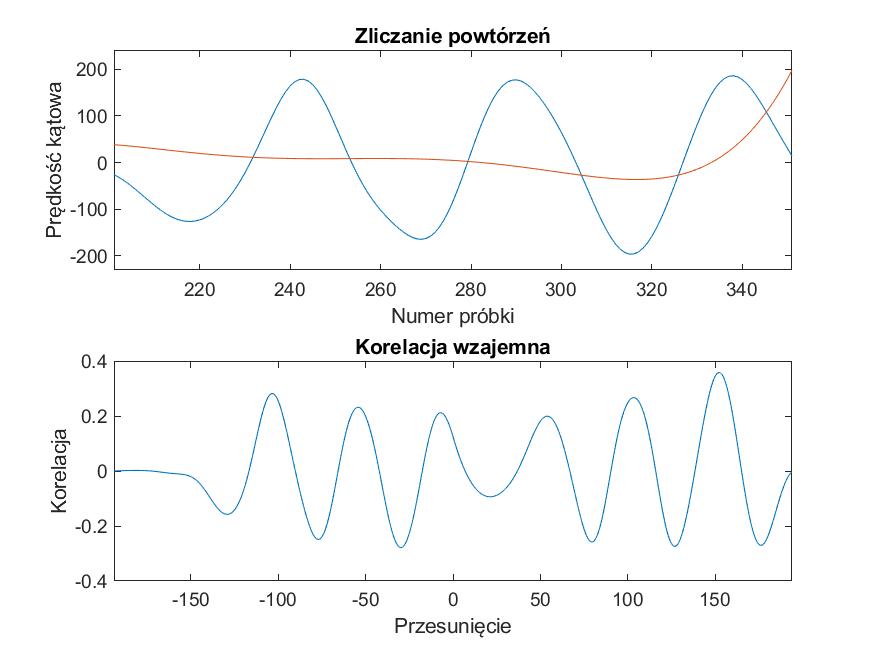 Zliczanie powtórzeń
200
100
0
-100
-200
Prędkość kątowa
220 240 260 280 300 320 340
Numer próbki
Korelacja wzajemna
0.4
0.2
0
-0.2
-0.4
Korelacja
-150 -100 -50 0 50 100 150
Przesunięcie